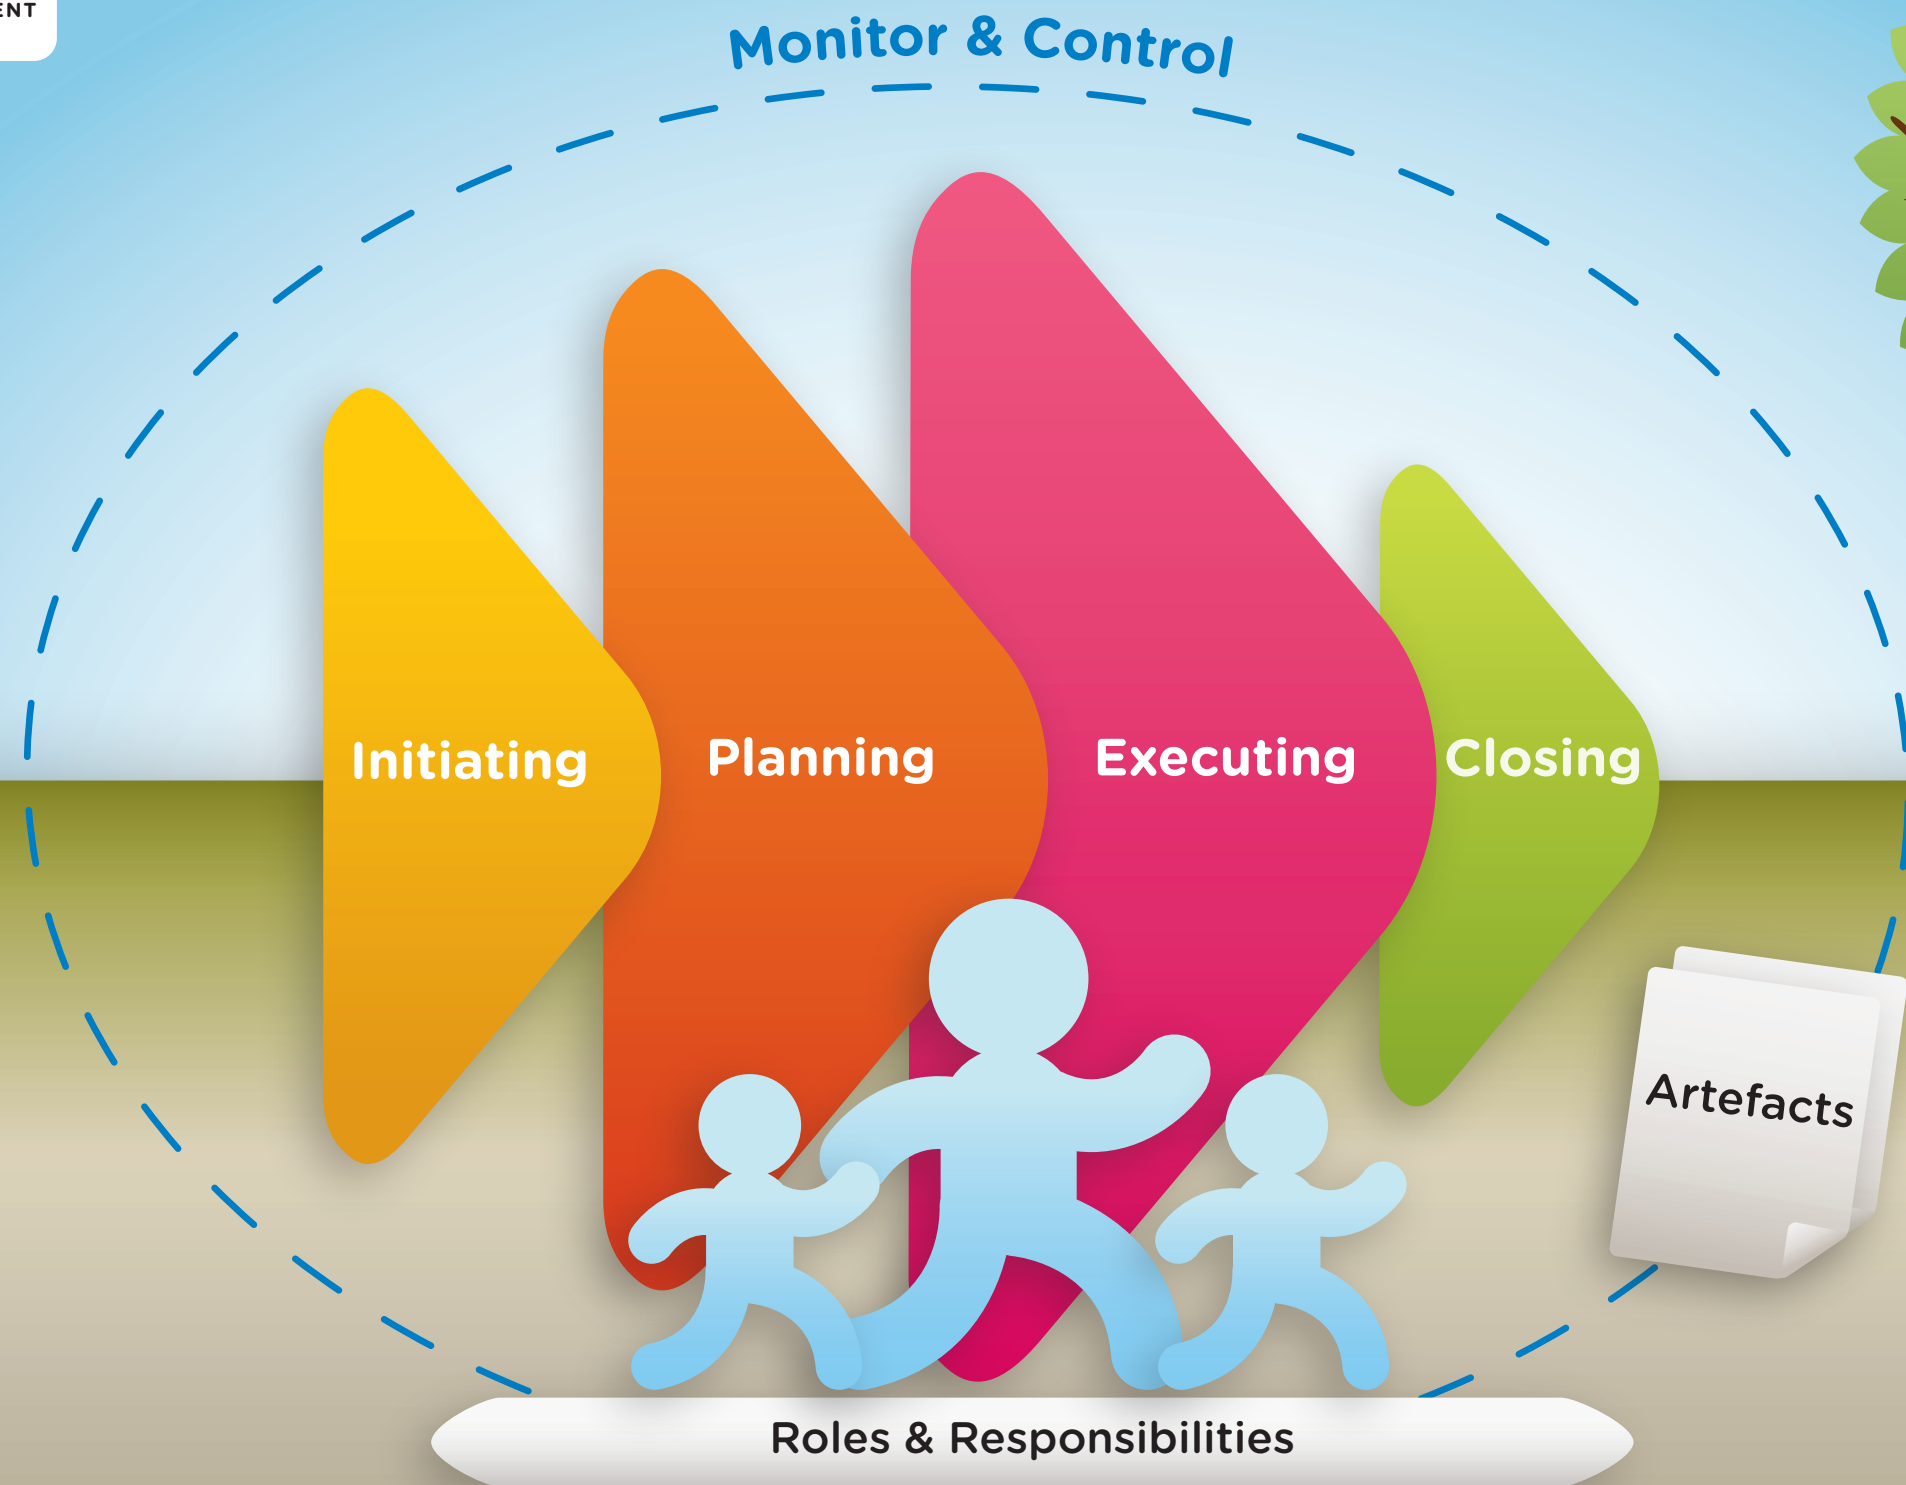 Monitor & Control
Initiating
Planning
Executing
Closing
Artefacts
Roles & Responsibilities